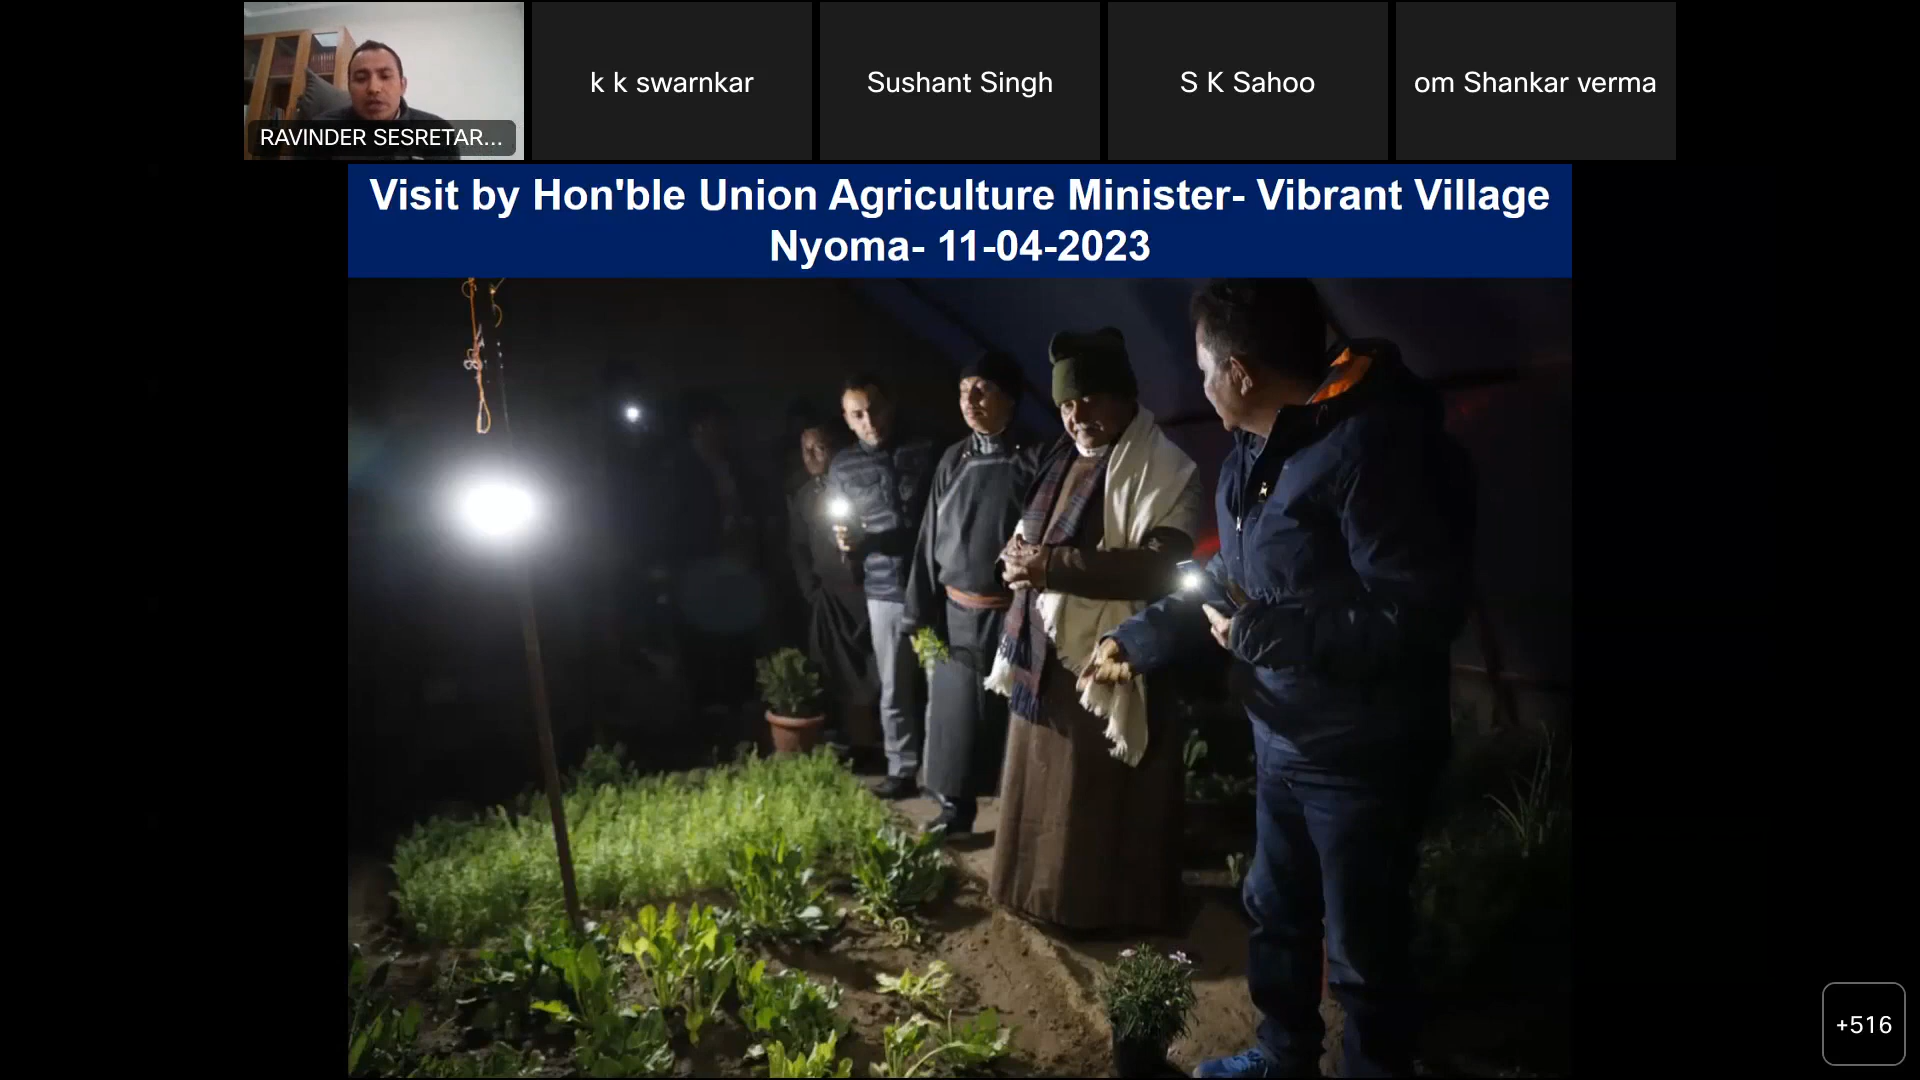 RAVINDER SESRETAR...
k k swarnkar
Sushant Singh
S K Sahoo
om Shankar verma
Visit by Hon'ble Union Agriculture Minister- Vibrant Village
Nyoma- 11-04-2023
+516